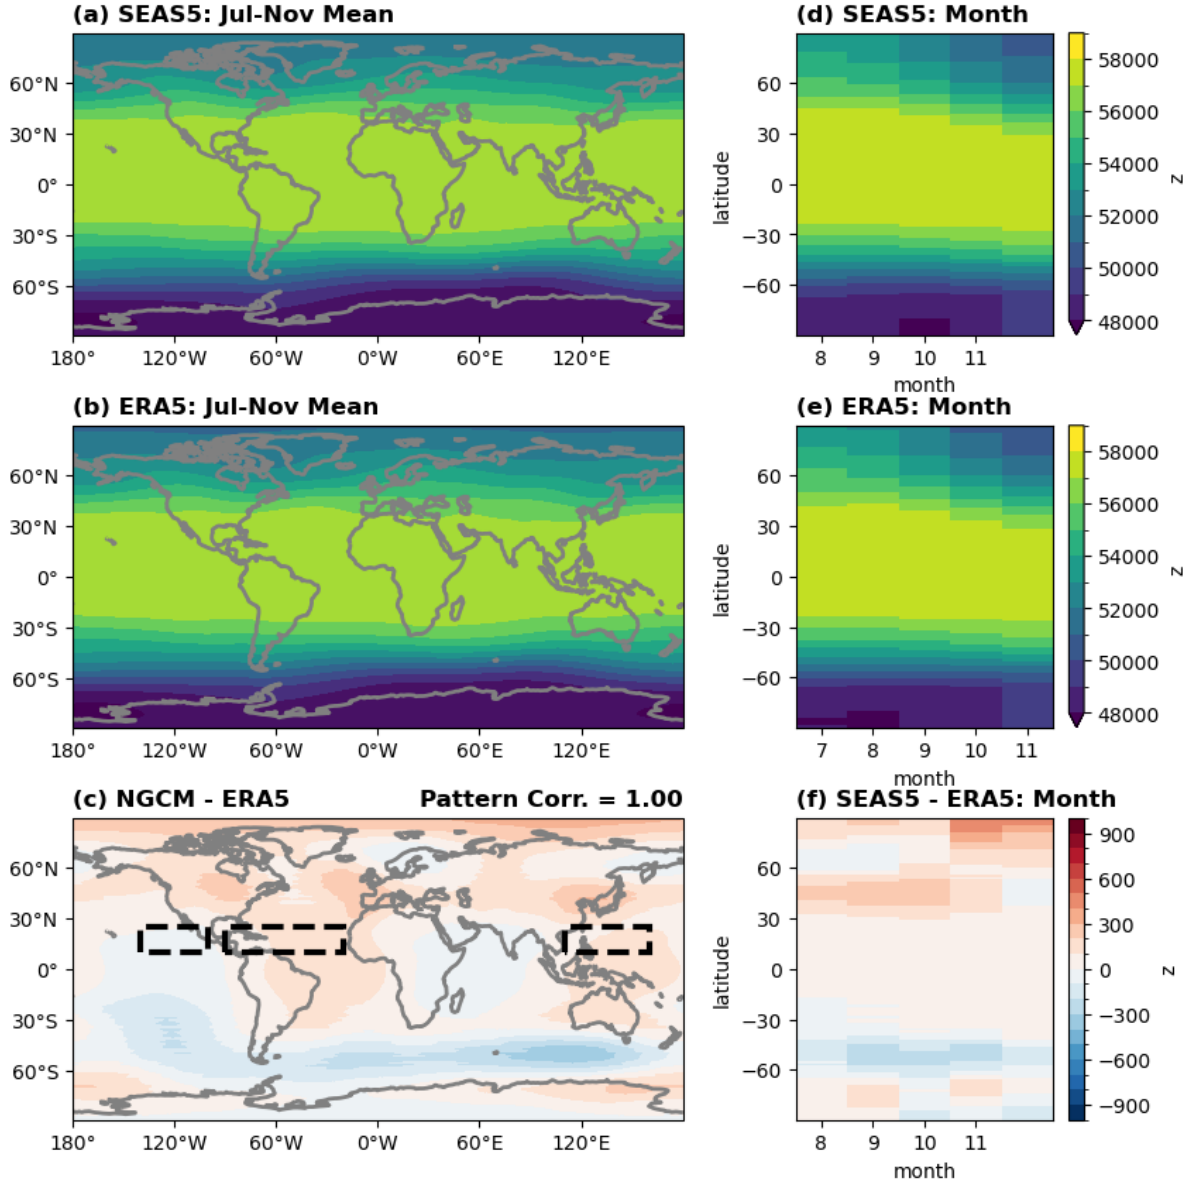 (a) SEAS5: Jul-Nov Mean
60°N
30°N
0°
30°S
60°S
180°
120°W
60°W
0°W
60°E
120°E
(d) SEAS5: Month
latitude
60
30
0
−30
−60
8
9
10
11
month
58000
56000
54000
52000
50000
48000
z
(b) ERA5: Jul-Nov Mean
60°N
30°N
0°
30°S
60°S
180°
120°W
60°W
0°W
60°E
120°E
(e) ERA5: Month
latitude
60
30
0
−30
−60
7
8
9
10
11
month
58000
56000
54000
52000
50000
48000
z
(c) NGCM - ERA5
Pattern Corr. = 1.00
60°N
30°N
0°
30°S
60°S
180°
120°W
60°W
0°W
60°E
120°E
(f) SEAS5 - ERA5: Month
latitude
60
30
0
−30
−60
8
9
10
11
month
900
600
300
0
−300
−600
−900
z